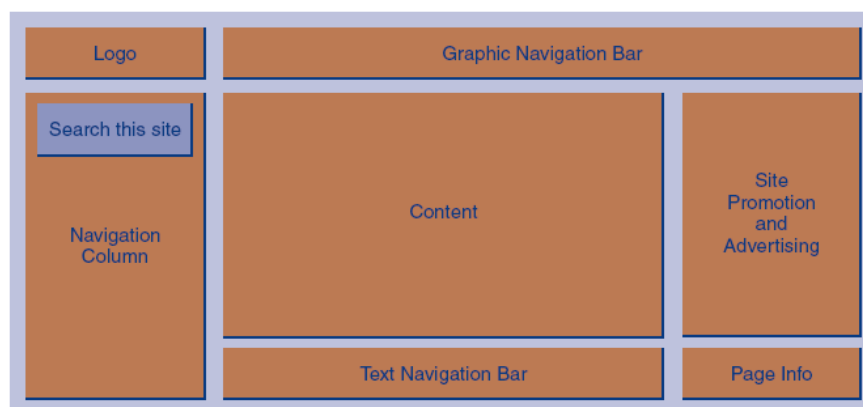 Logo
Graphic Navigation Bar
Search this site
Navigation
Column
Content
Site
Promotion
and
Advertising
Text Navigation Bar
Page Info